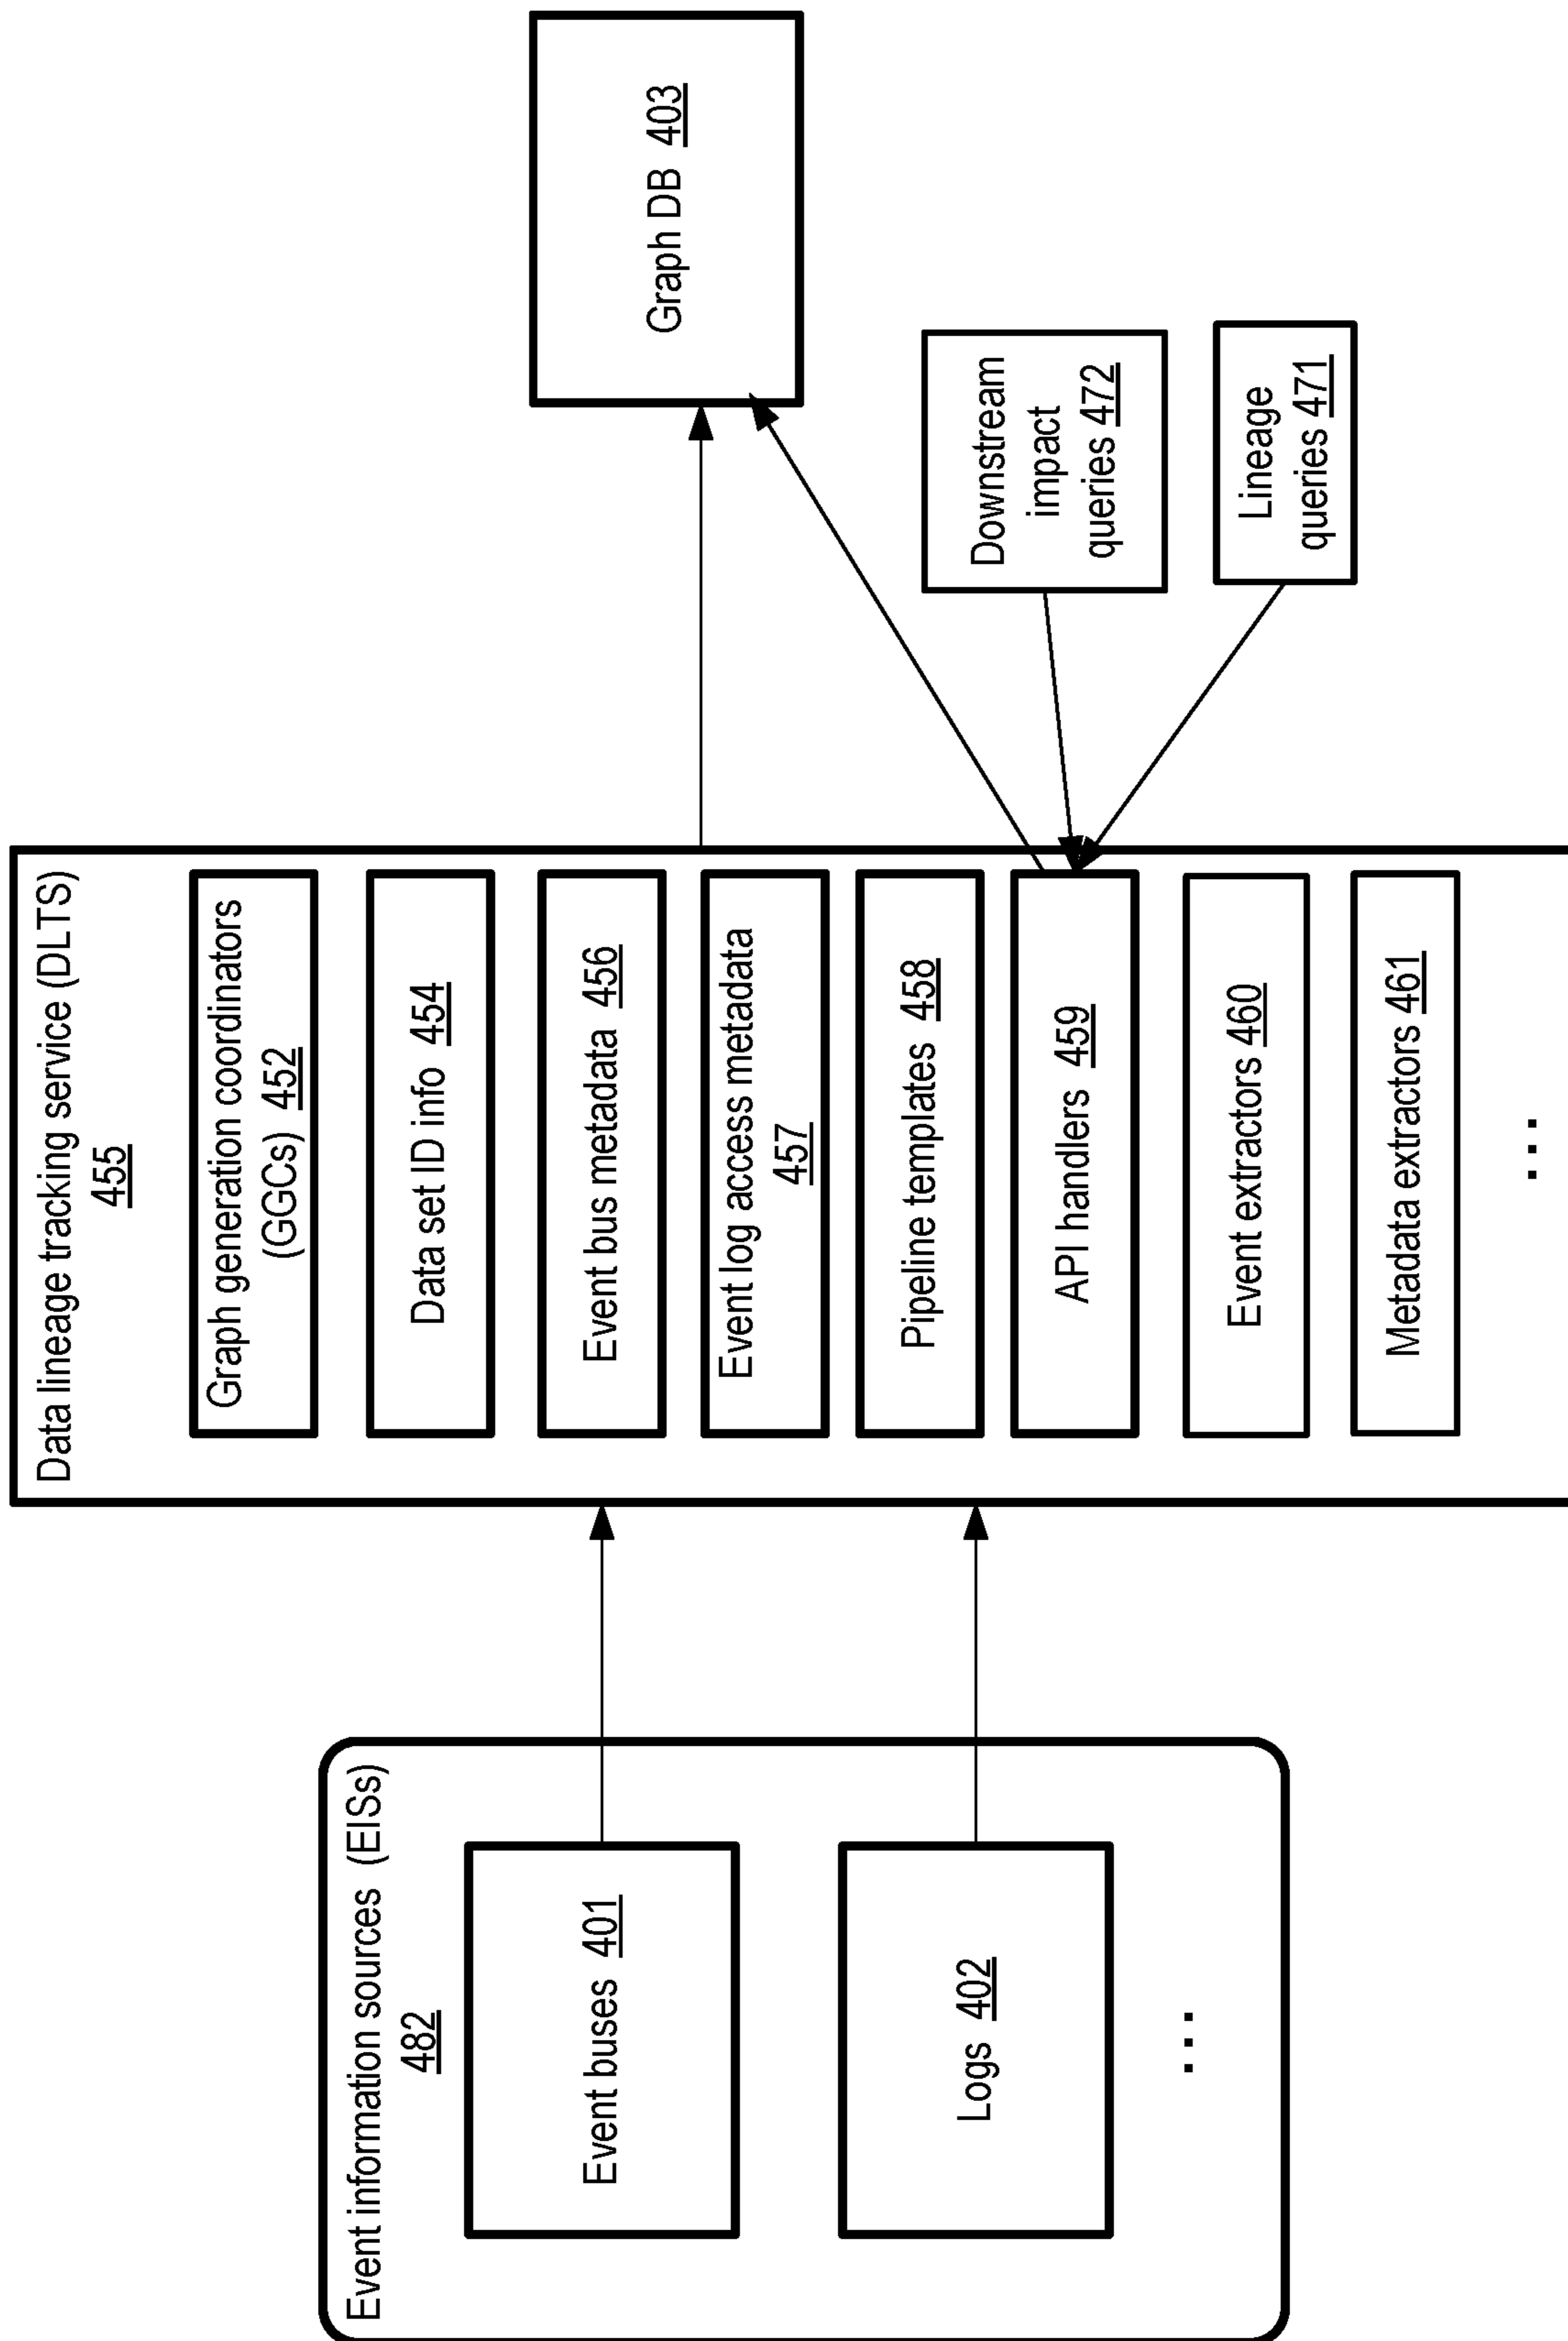 Event information sources (EISs)
482
Event buses 401
Logs 402
...
Data lineage tracking service (DLTS)
455
Graph generation coordinators
(GGCs) 452
Data set ID info 454
Event bus metadata 456
Event log access metadata
457
Pipeline templates 458
API handlers 459
Event extractors 460
Metadata extractors 461
...
Graph DB 403
Downstream
impact
queries 472
Lineage
queries 471